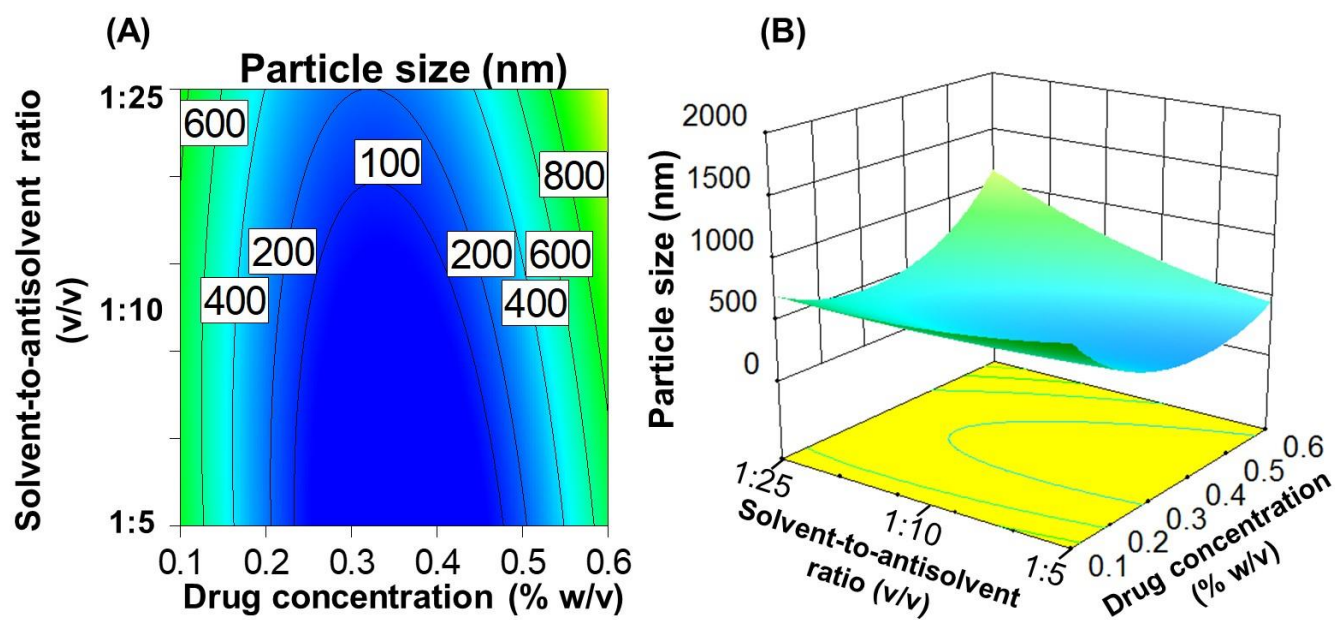 (A)
Particle size (nm)
Solvent-to-antisolvent ratio
(v/v)
1:25
1:10
1:5
600
100
800
200
200
600
400
400
0.1
0.2
0.3
0.4
0.5
0.6
Drug concentration (% w/v)
(B)
Particle size (nm)
2000
1500
1000
500
0
1:25
1:10
1:5
Solvent-to-antisolvent
ratio (v/v)
0.1
0.2
0.3
0.4
0.5
0.6
Drug concentration
(% w/v)